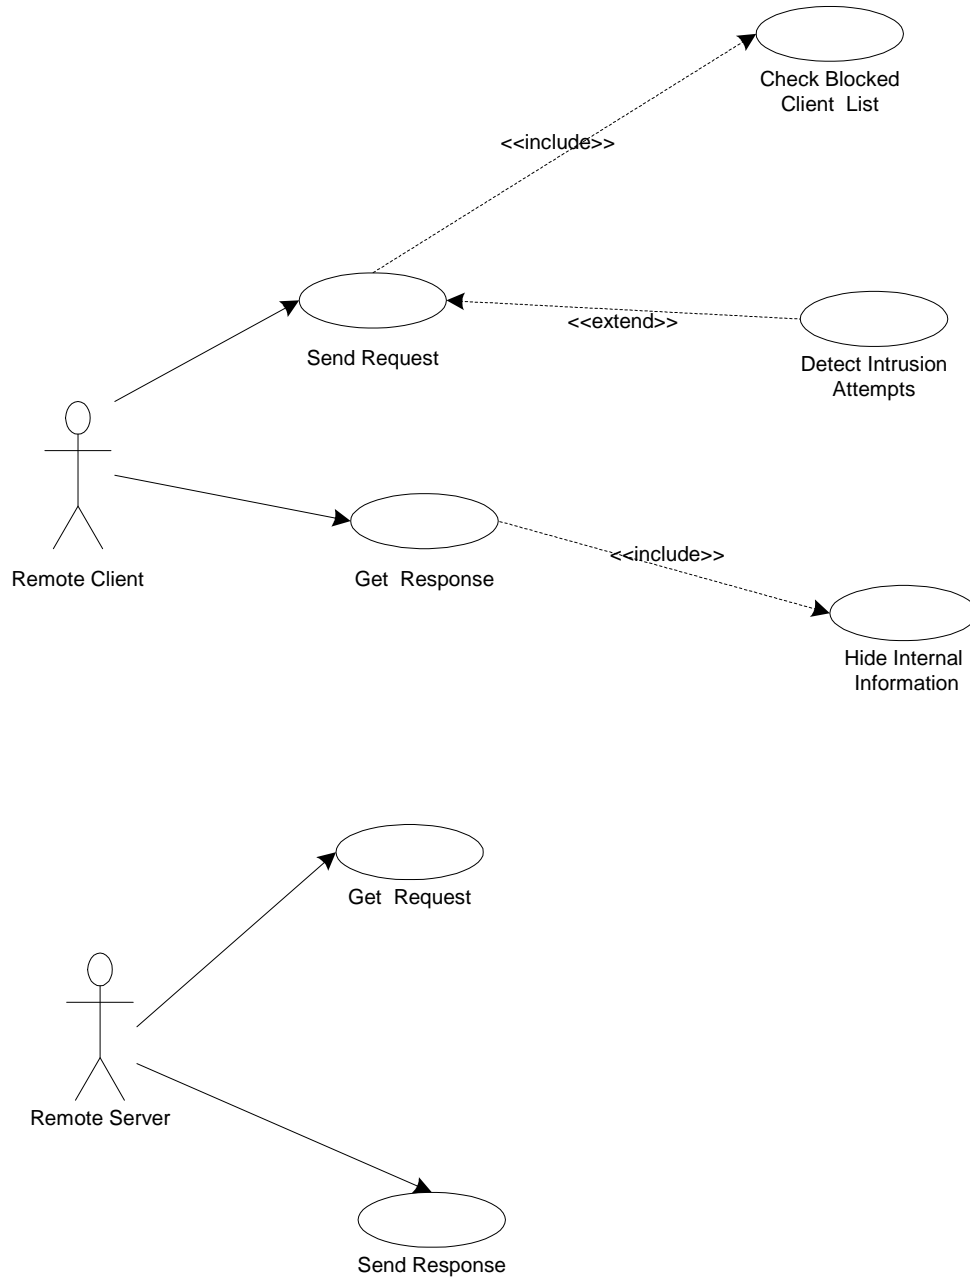 Check Blocked
Client List
<<include>>
<<extend>>
Send Request
Detect Intrusion
Attempts
<<include>>
Remote Client
Get Response
Hide Internal
Information
Get Request
Remote Server
Send Response